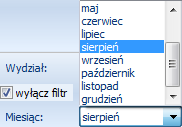 maj
czerwiec
lipiec
sierpień
wrzesień
październik
listopad
grudzień
Wydział:
wyłącz filtr
Miesiąc: sierpień